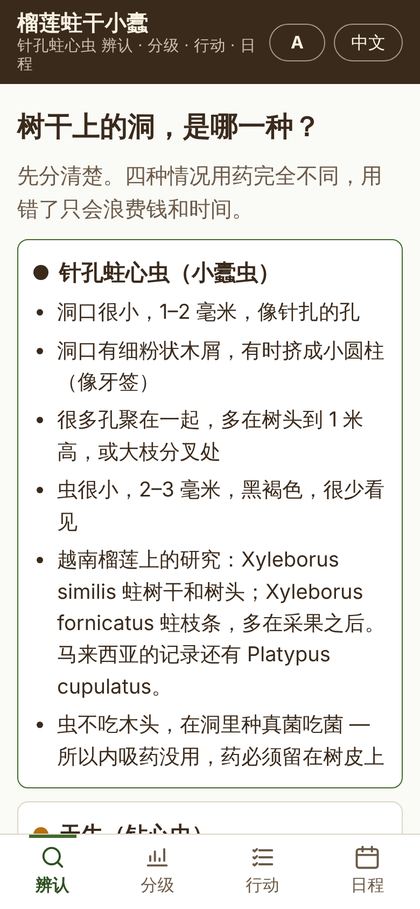 榴莲蛀干小蠹
针孔蛀心虫 辨认 · 分级 · 行动 · 日
程
A
中文
树干上的洞，是哪一种？
先分清楚。四种情况用药完全不同，用
错了只会浪费钱和时间。
针孔蛀心虫（小蠹虫）
• 洞口很小，1–2 毫米，像针扎的孔
• 洞口有细粉状木屑，有时挤成小圆柱
（像牙签）
• 很多孔聚在一起，多在树头到 1 米
高，或大枝分叉处
• 虫很小，2–3 毫米，黑褐色，很少看
见
• 越南榴莲上的研究：Xyleborus
similis 蛀树干和树头；Xyleborus
fornicatus 蛀枝条，多在采果之后。
马来西亚的记录还有 Platypus
cupulatus。
• 虫不吃木头，在洞里种真菌吃菌 —
所以内吸药没用，药必须留在树皮上
天牛（钻心虫）
辨认
分级
行动
日程